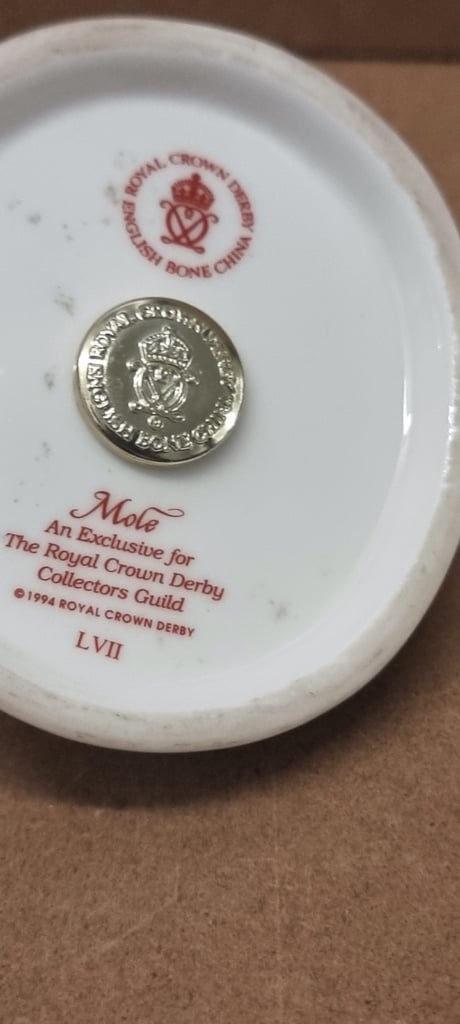 ROYAL CROWN DERBY
ENGLISH BONE CHINA
ROYAL CROWN DERBY
ENGLISH BONE CHINA
Mole
An Exclusive for
The Royal Crown Derby
Collectors Guild
© 1994 ROYAL CROWN DERBY
LVII